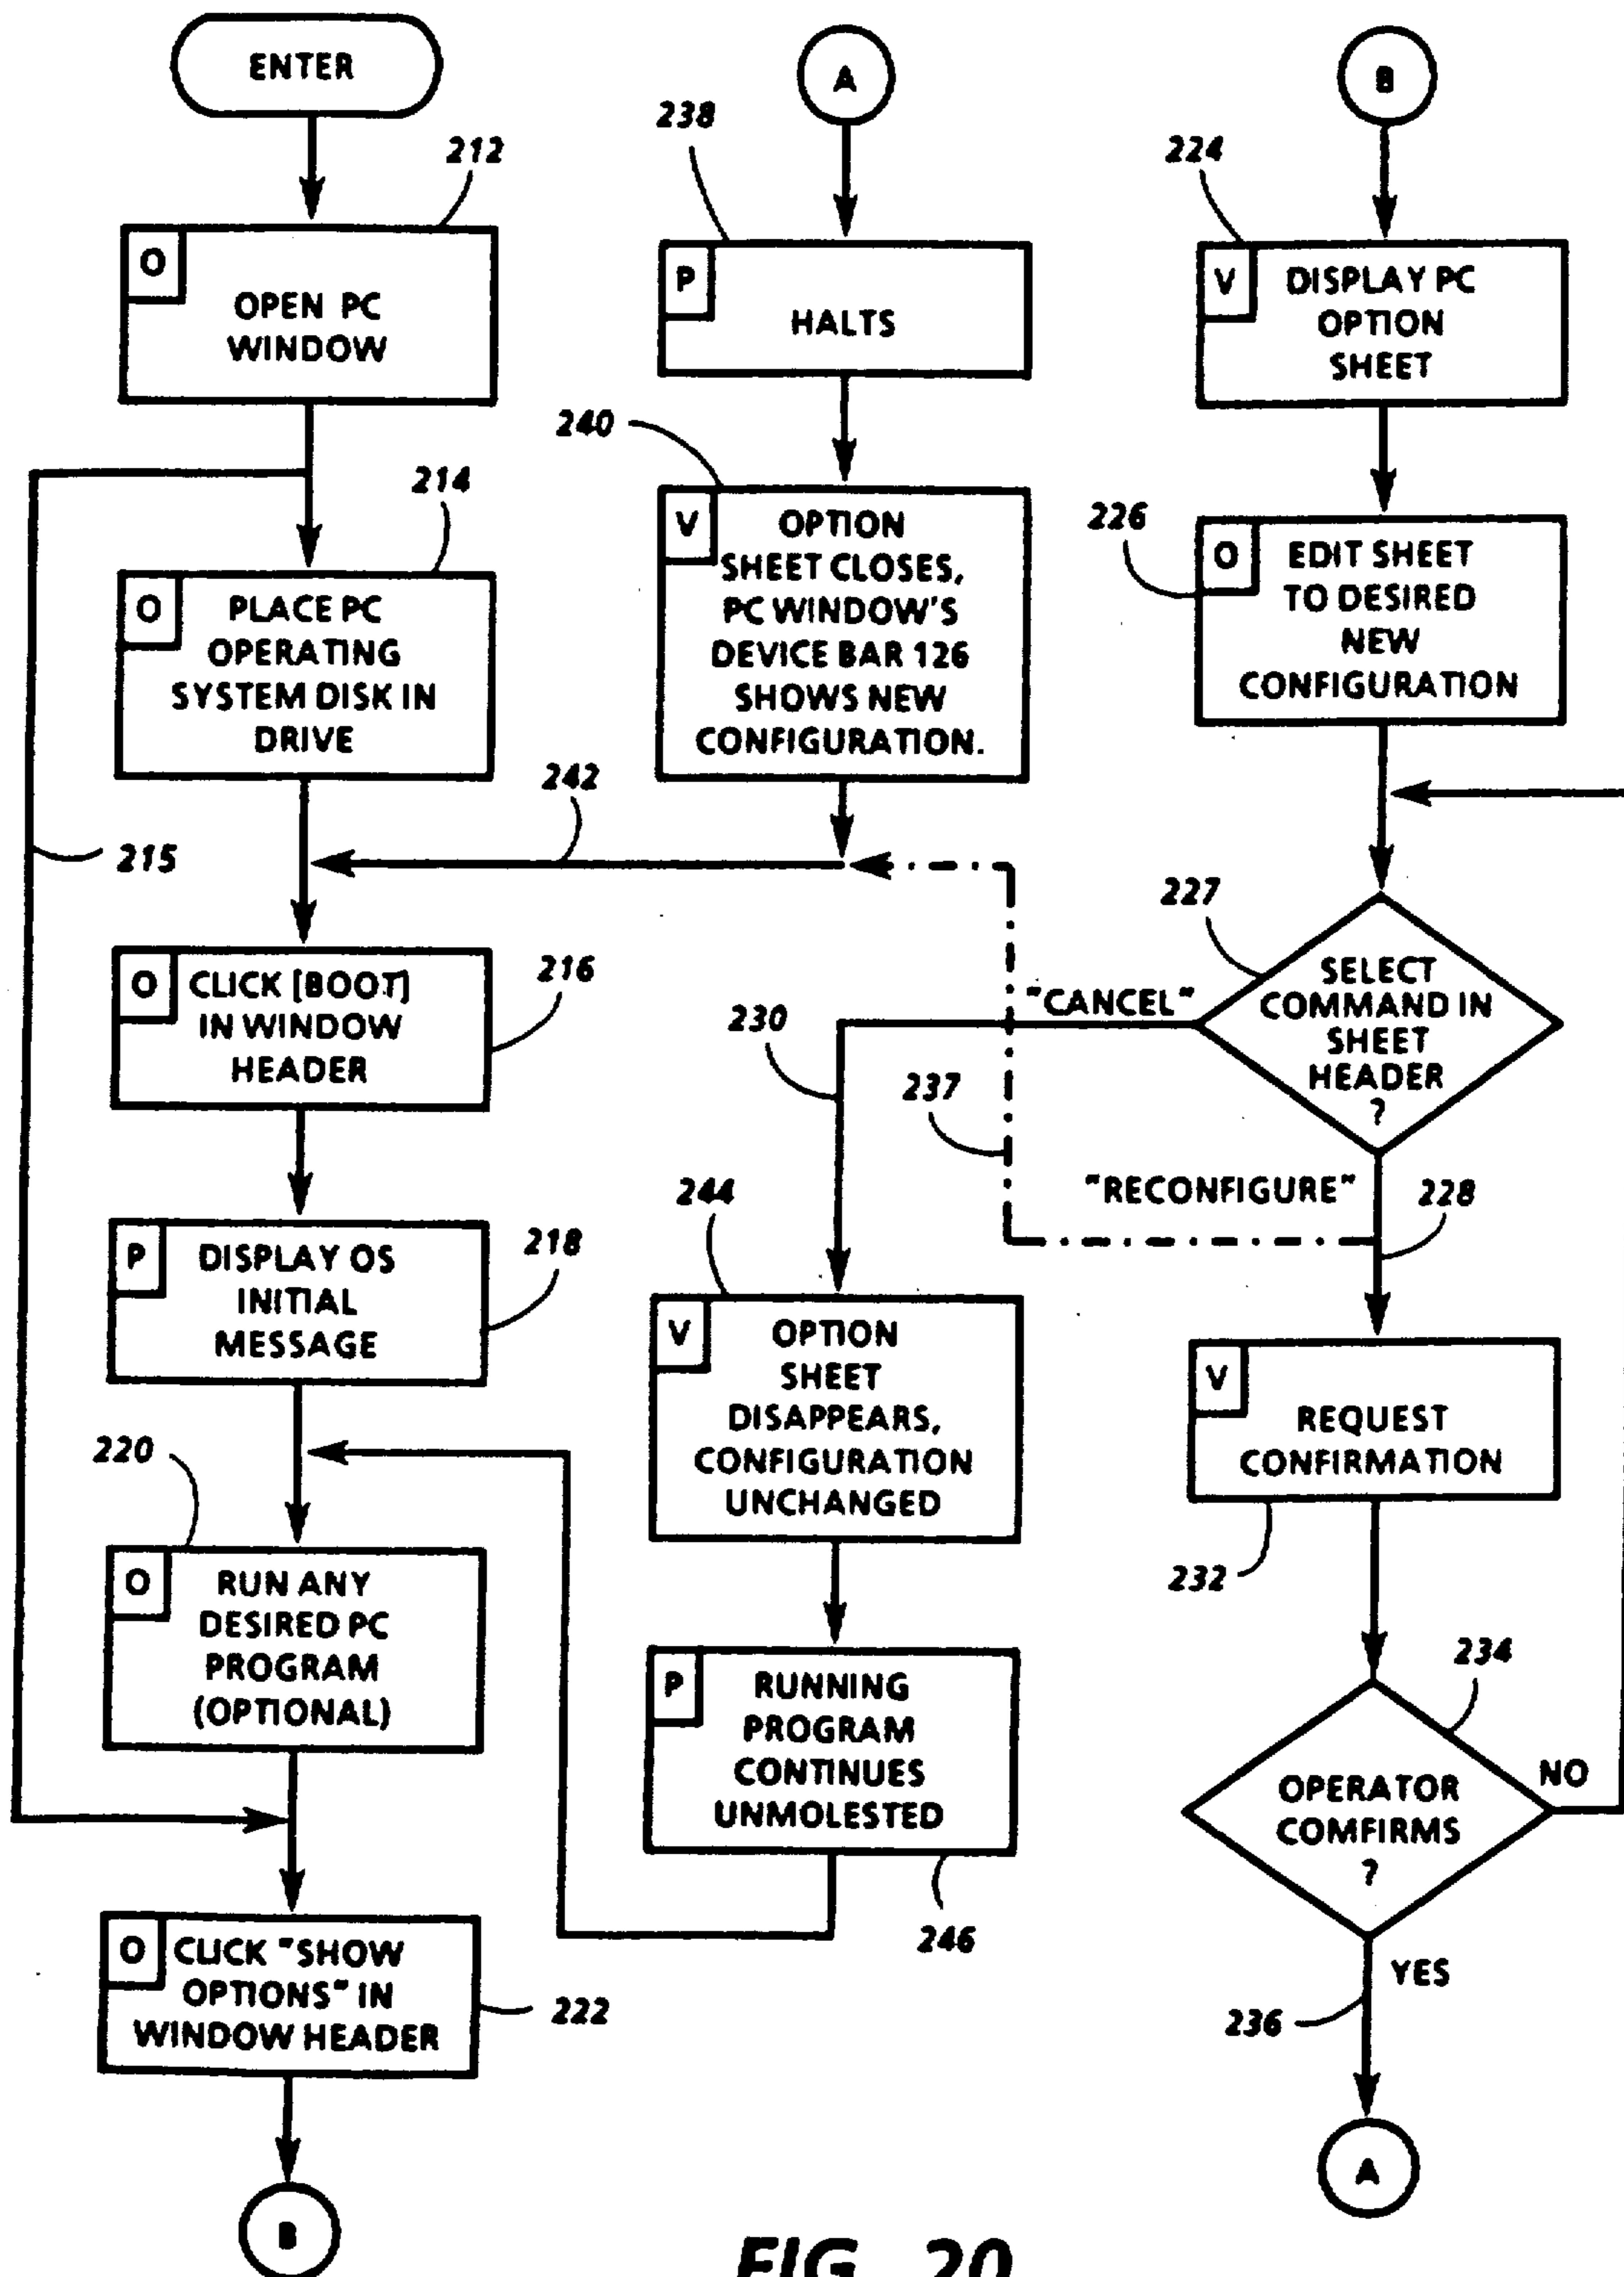 ENTER
212
O
OPEN PC
WINDOW
214
O
PLACE PC
OPERATING
SYSTEM DISK IN
DRIVE
215
O
CLICK [BOOT]
IN WINDOW
HEADER
216
P
DISPLAY OS
INITIAL
MESSAGE
218
220
O
RUN ANY
DESIRED PC
PROGRAM
(OPTIONAL)
O
CLICK "SHOW
OPTIONS" IN
WINDOW HEADER
222
B
A
238
P
HALTS
240
V
OPTION
SHEET CLOSES,
PC WINDOW'S
DEVICE BAR 126
SHOWS NEW
CONFIGURATION.
242
230
237
244
V
OPTION
SHEET
DISAPPEARS,
CONFIGURATION
UNCHANGED
P
RUNNING
PROGRAM
CONTINUES
UNMOLESTED
246
B
224
V
DISPLAY PC
OPTION
SHEET
226
O
EDIT SHEET
TO DESIRED
NEW
CONFIGURATION
227
SELECT
COMMAND IN
SHEET
HEADER
?
"CANCEL"
"RECONFIGURE"
228
V
REQUEST
CONFIRMATION
232
234
OPERATOR
COMFIRMS
?
NO
YES
236
A
FIG. 20